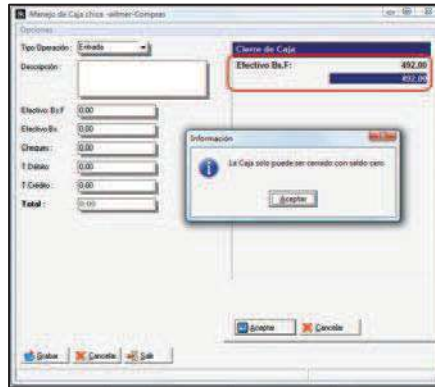 Manejo de Caja chica -wilmer-Compras
Opciones
Tipo Operación: Entrada
Descripción:
Efectivo Bs.F 0.00
Efectivo Bs. 0.00
Cheques: 0.00
T.Débito 0.00
T.Crédito: 0.00
Total: 0.00
Cierre de Caja
Efectivo Bs.F: 492,00
492,00
Información
La Caja solo puede ser cerrado con saldo cero
Aceptar
Aceptar Cancelar
Grabar Cancelar Salir